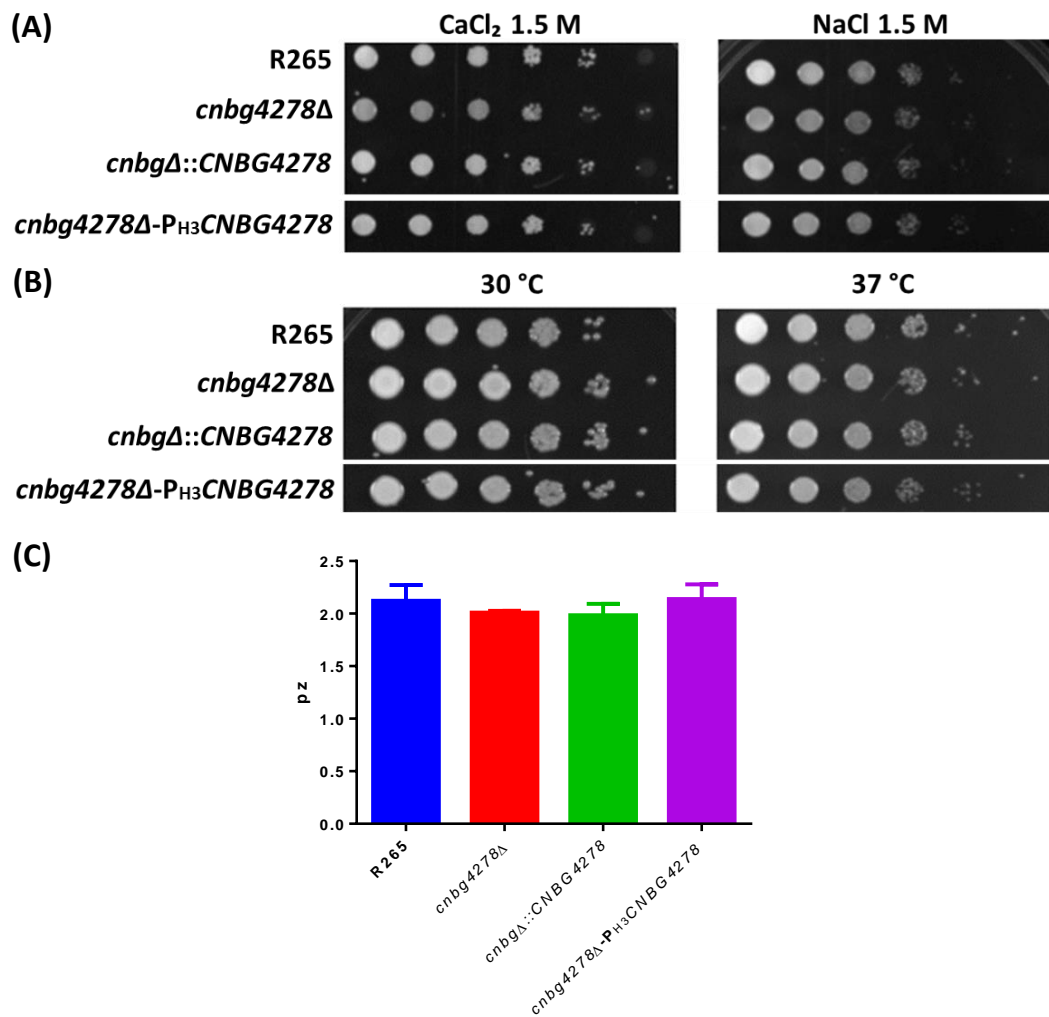 (A)
CaCl₂ 1.5 M
NaCl 1.5 M
R265
cnbg4278Δ
cnbgΔ::CNBG4278
cnbg4278Δ-PH3CNBG4278
(B)
30 °C
37 °C
R265
cnbg4278Δ
cnbgΔ::CNBG4278
cnbg4278Δ-PH3CNBG4278
(C)
2.5
2.0
1.5
1.0
0.5
0.0
pz
R265
cnbg4278Δ
cnbgΔ::CNBG4278
cnbg4278Δ-PH3CNBG4278